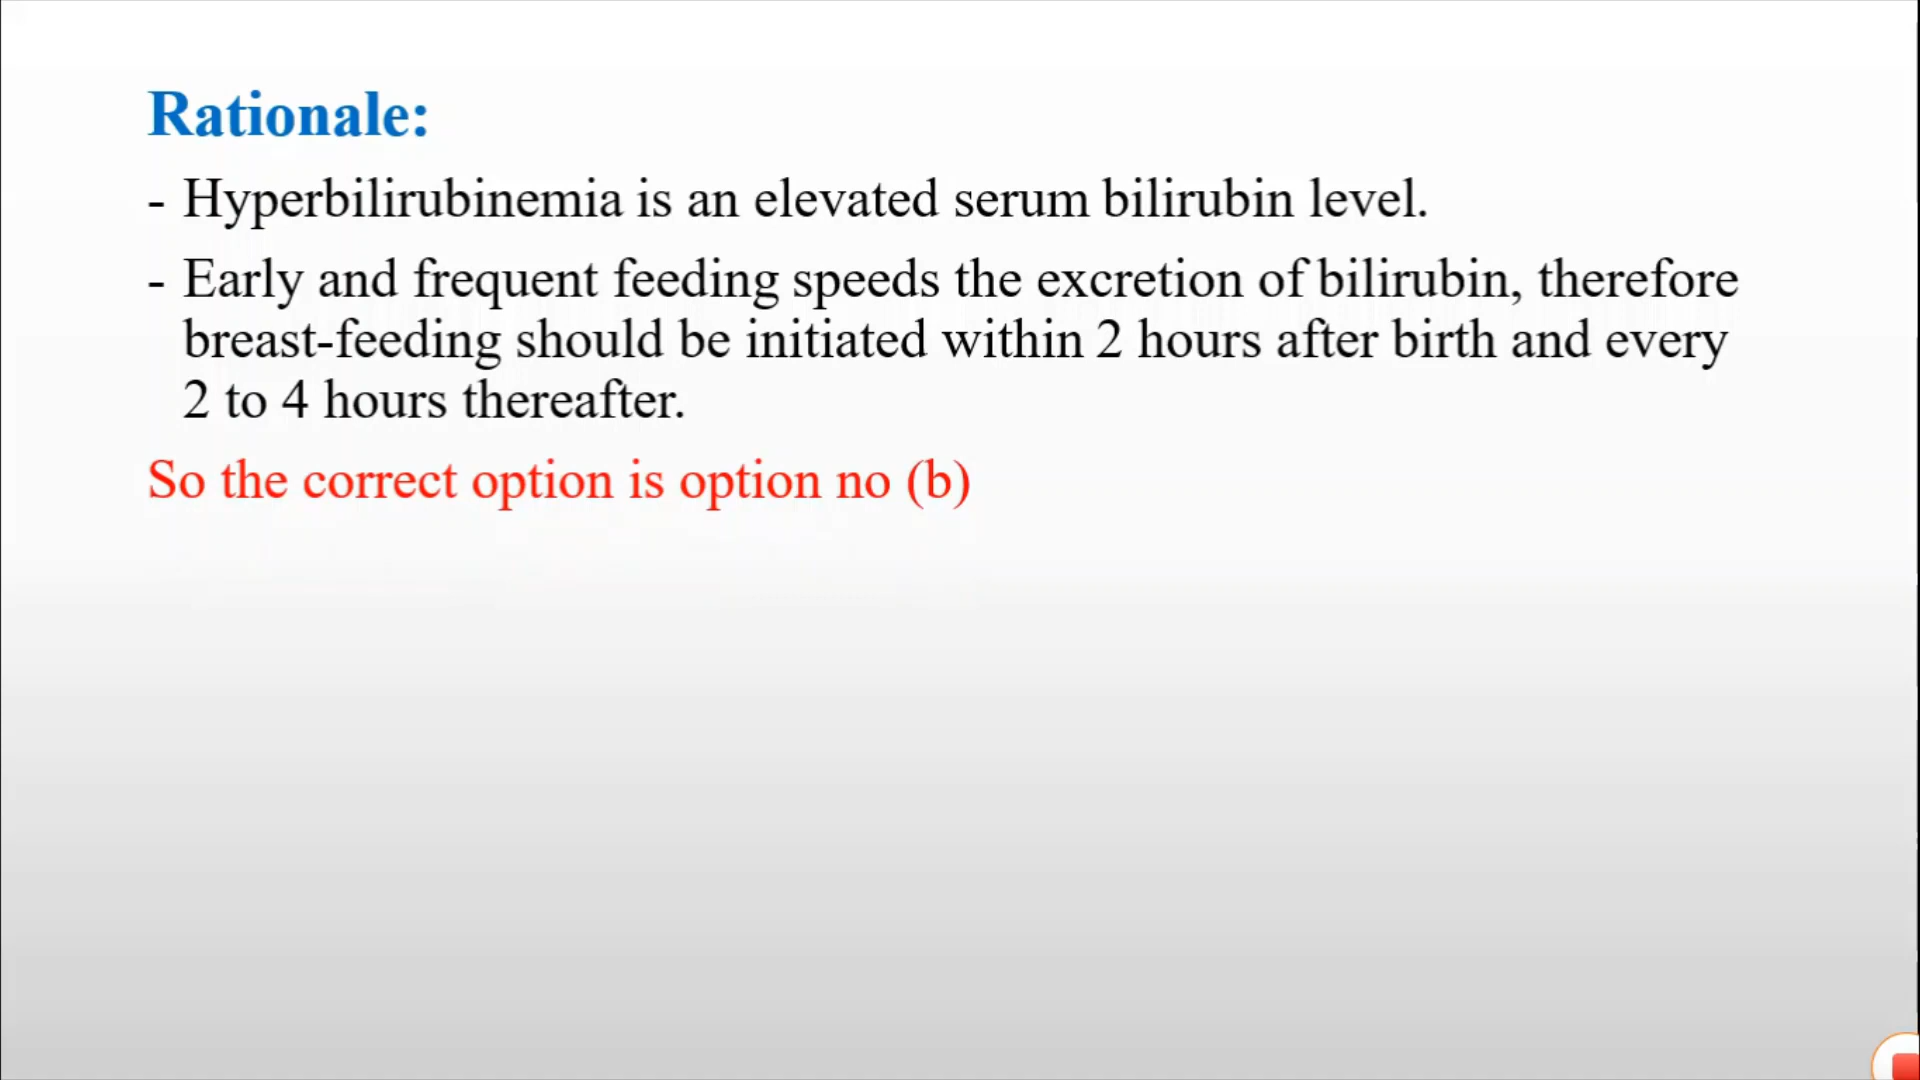 Rationale:
- Hyperbilirubinemia is an elevated serum bilirubin level.
- Early and frequent feeding speeds the excretion of bilirubin, therefore
breast-feeding should be initiated within 2 hours after birth and every
2 to 4 hours thereafter.
So the correct option is option no (b)